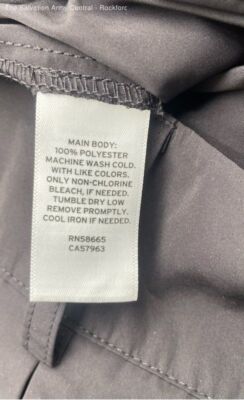 The Salvation Army Central - Rockforc
MAIN BODY:
100% POLYESTER
MACHINE WASH COLD.
WITH LIKE COLORS.
ONLY NON-CHLORINE
BLEACH, IF NEEDED.
TUMBLE DRY LOW
REMOVE PROMPTLY.
COOL IRON IF NEEDED.
RN58665
CA57963